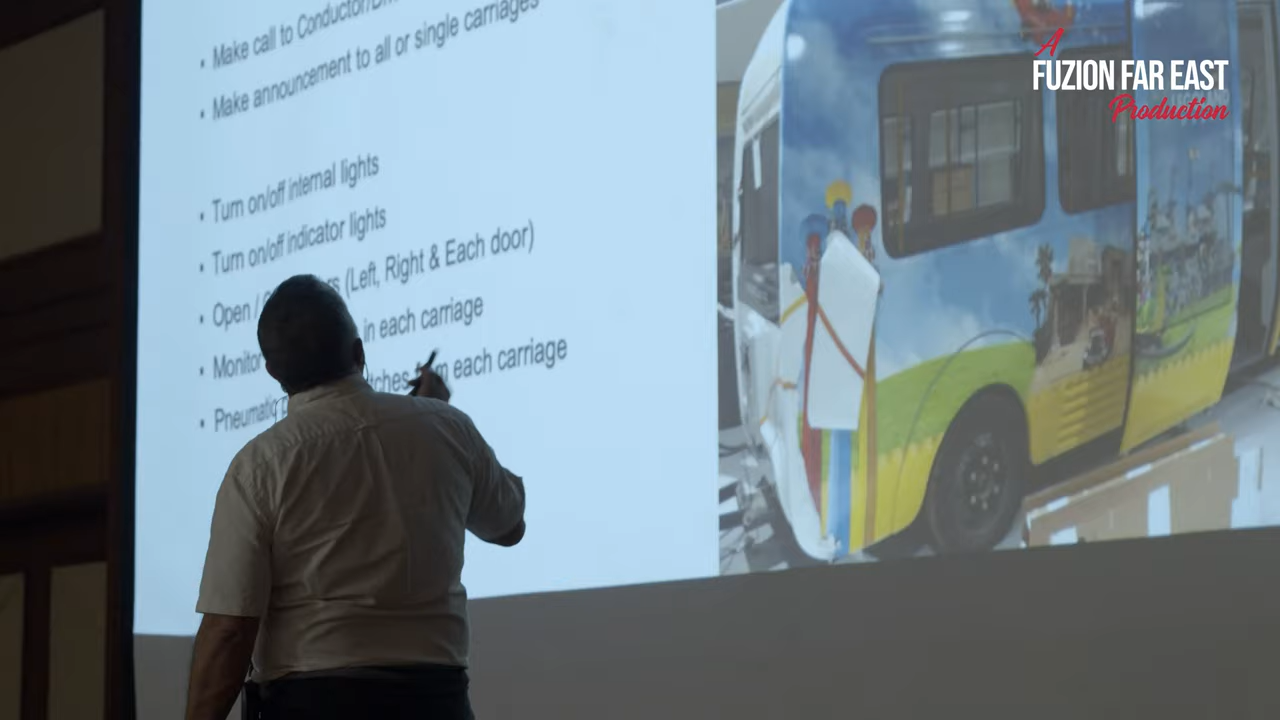 • Make call to Conductor/
• Make announcement to all or single carriages
• Turn on/off internal lights
• Turn on/off indicator lights
• Open / (Left, Right & Each door)
• Monitor in each carriage
• Pneumatic each carriage
A
FUZION FAR EAST
Production